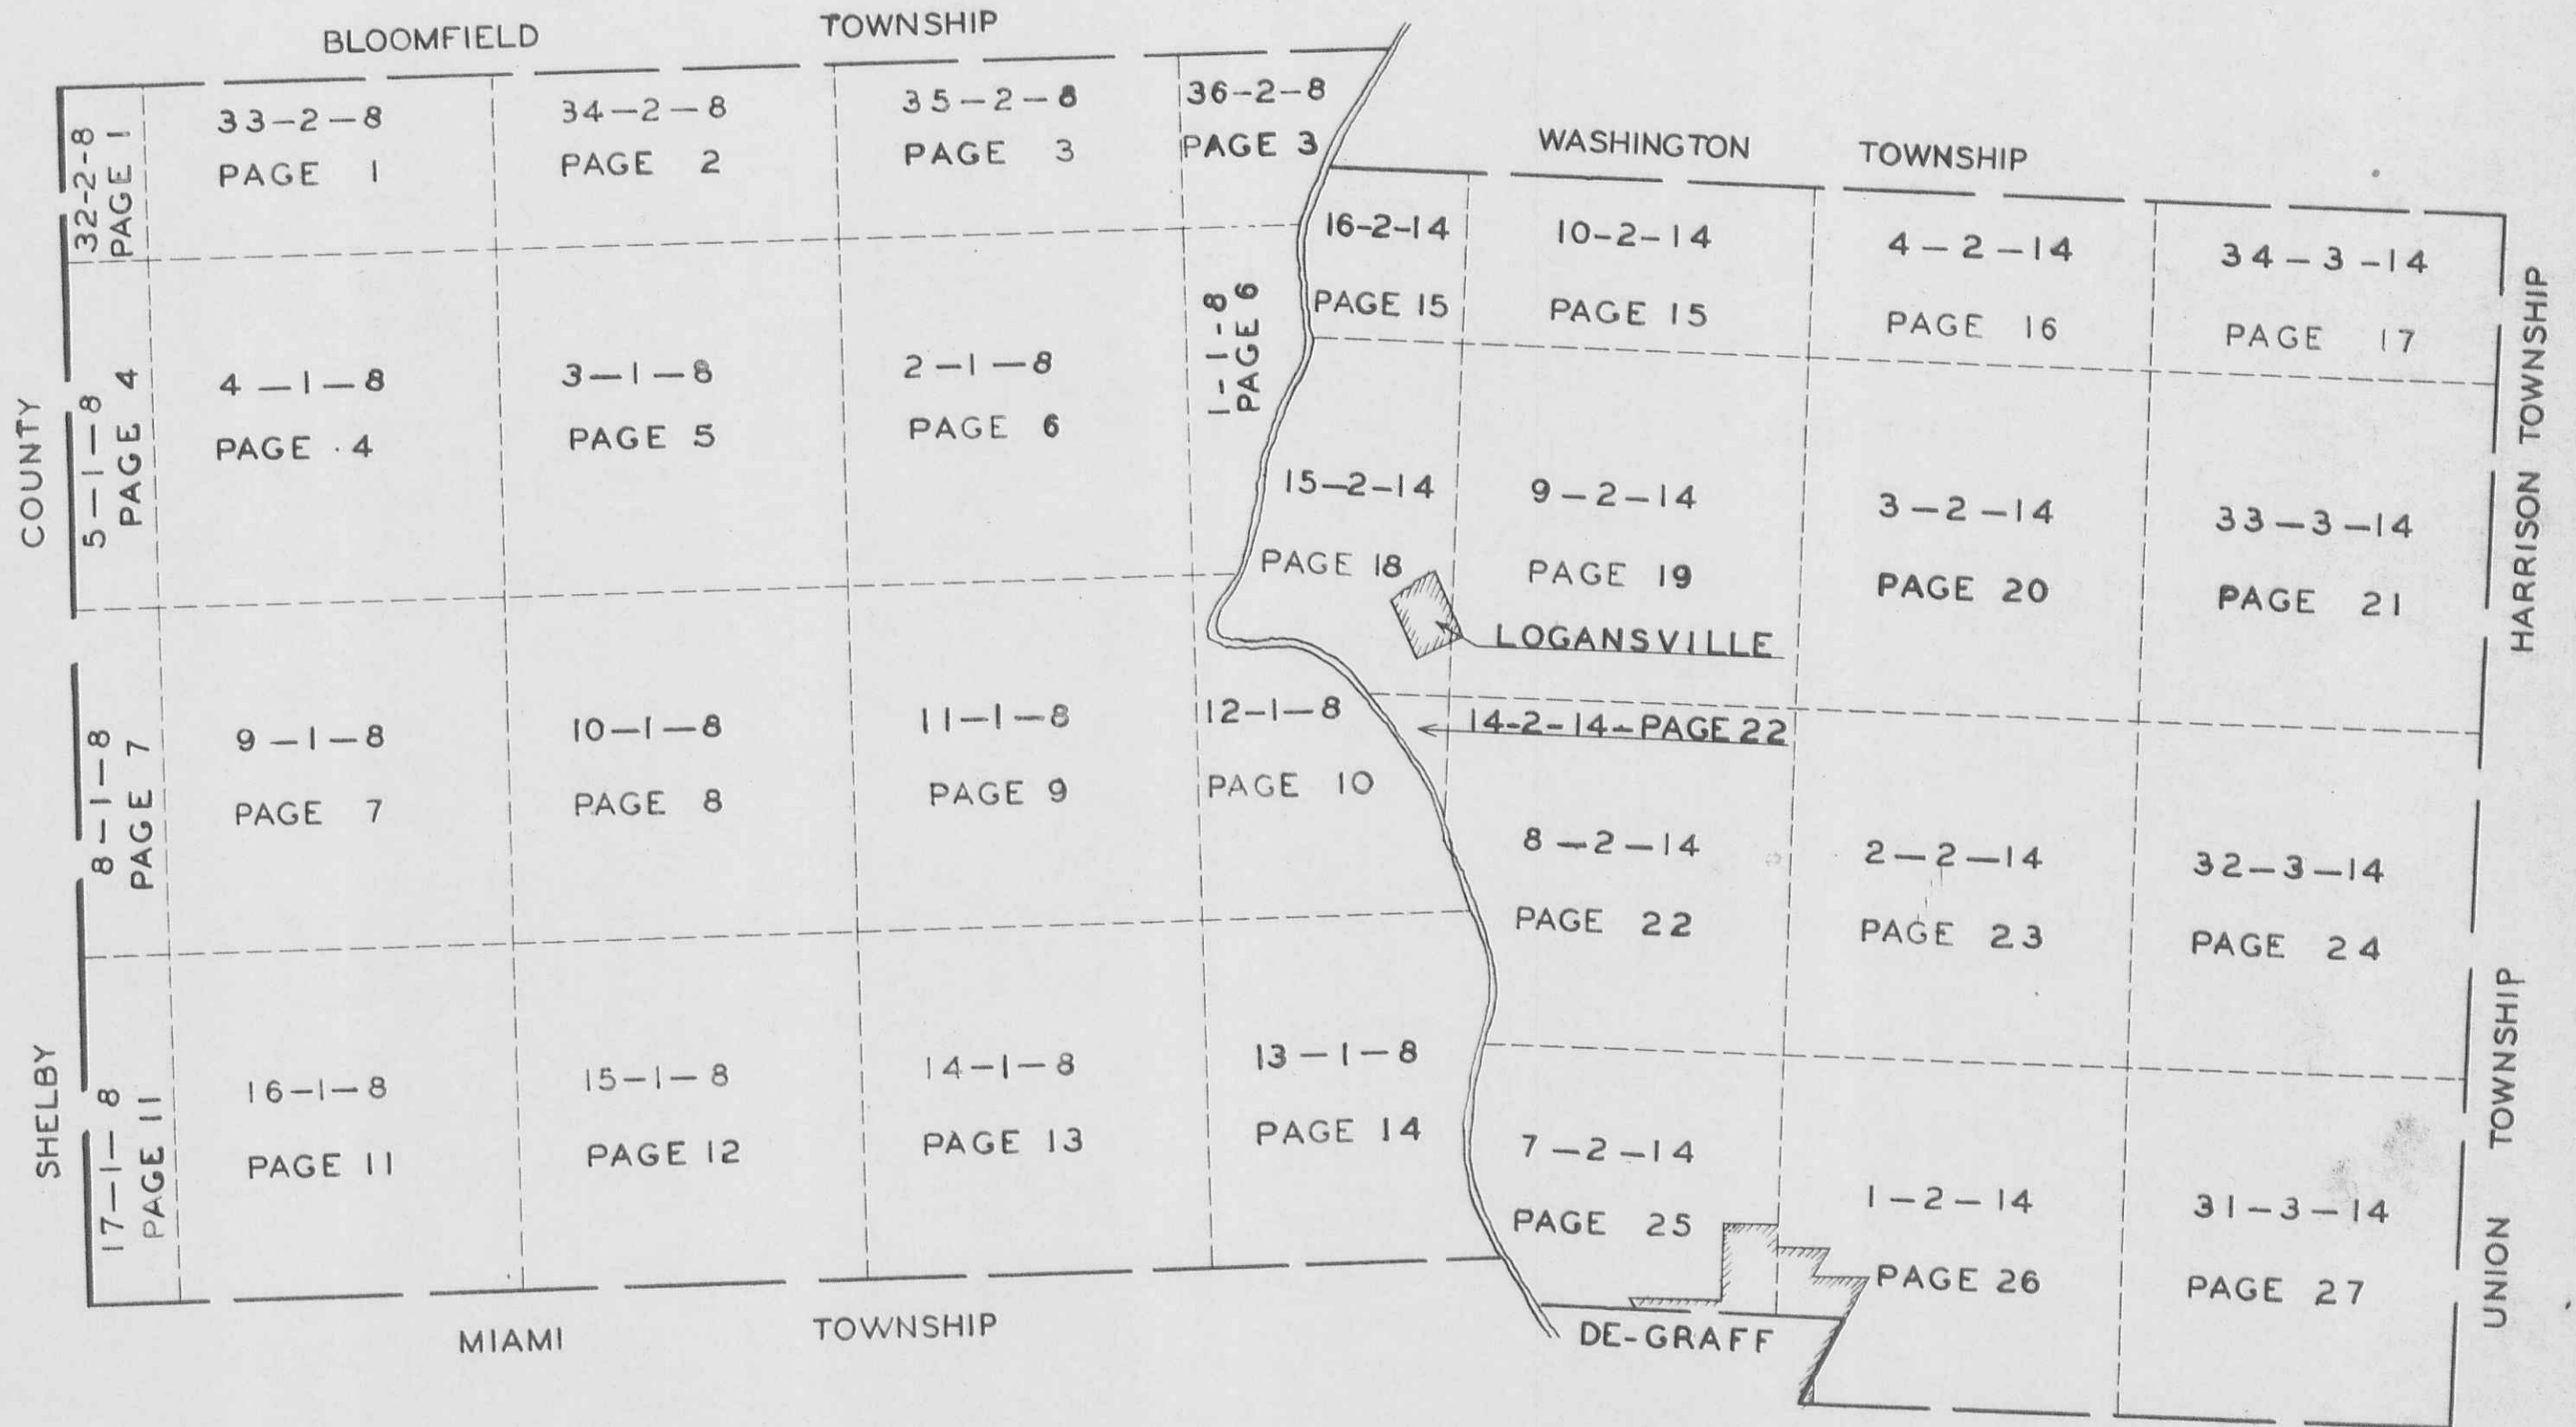 BLOOMFIELD TOWNSHIP
32-2-8
PAGE 1
33-2-8
PAGE 1
34-2-8
PAGE 2
35-2-8
PAGE 3
36-2-8
PAGE 3
WASHINGTON TOWNSHIP
16-2-14
PAGE 15
10-2-14
PAGE 15
4-2-14
PAGE 16
34-3-14
PAGE 17
COUNTY
5-1-8
PAGE 4
4-1-8
PAGE 4
3-1-8
PAGE 5
2-1-8
PAGE 6
1-1-8
PAGE 6
15-2-14
PAGE 18
9-2-14
PAGE 19
LOGANSVILLE
3-2-14
PAGE 20
33-3-14
PAGE 21
HARRISON TOWNSHIP
8-1-8
PAGE 7
9-1-8
PAGE 7
10-1-8
PAGE 8
11-1-8
PAGE 9
12-1-8
PAGE 10
14-2-14-PAGE 22
8-2-14
PAGE 22
2-2-14
PAGE 23
32-3-14
PAGE 24
SHELBY
17-1-8
PAGE 11
16-1-8
PAGE 11
15-1-8
PAGE 12
14-1-8
PAGE 13
13-1-8
PAGE 14
7-2-14
PAGE 25
1-2-14
PAGE 26
31-3-14
PAGE 27
UNION TOWNSHIP
MIAMI TOWNSHIP
DE-GRAFF